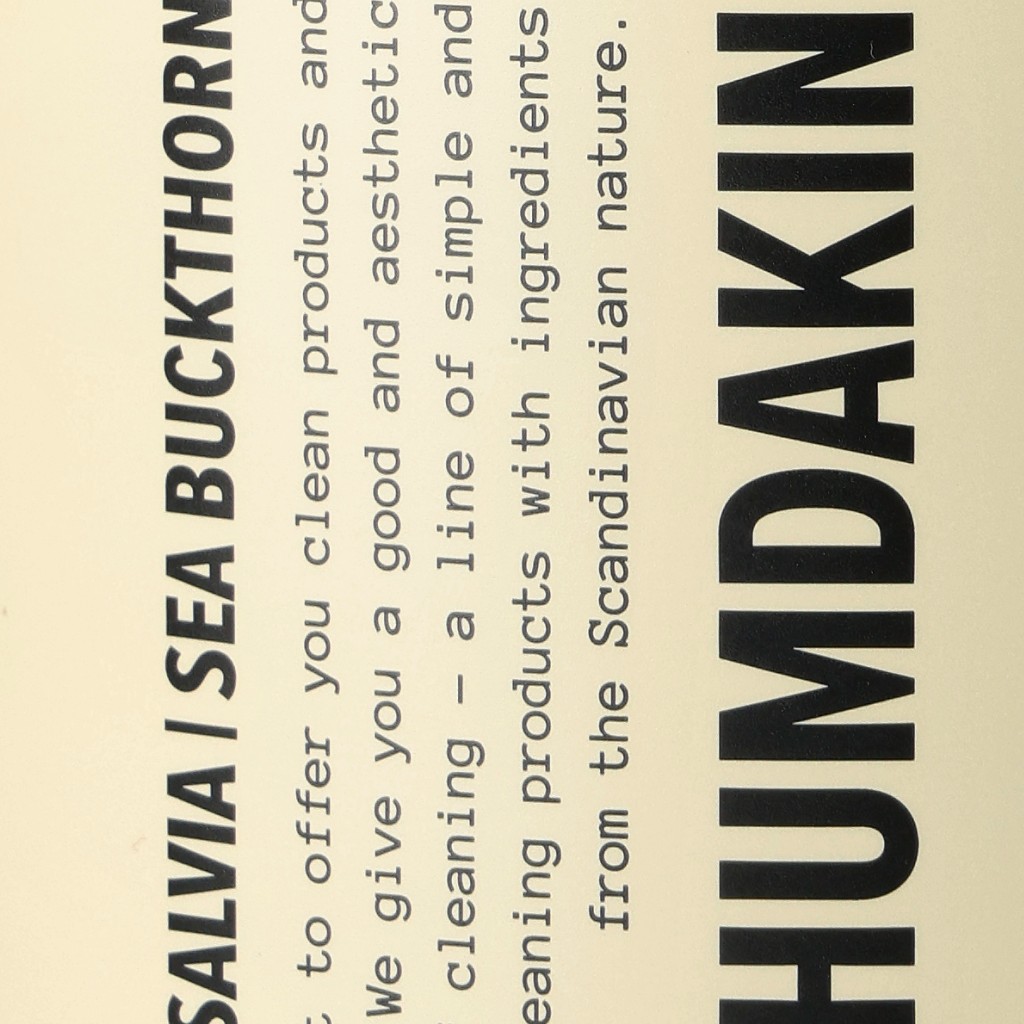 SALVIA I SEA BUCKTHORN
to offer you clean products and
We give you a good and aesthetic
cleaning – a line of simple and
eaning products with ingredients
from the Scandinavian nature.
HUMDAKIN